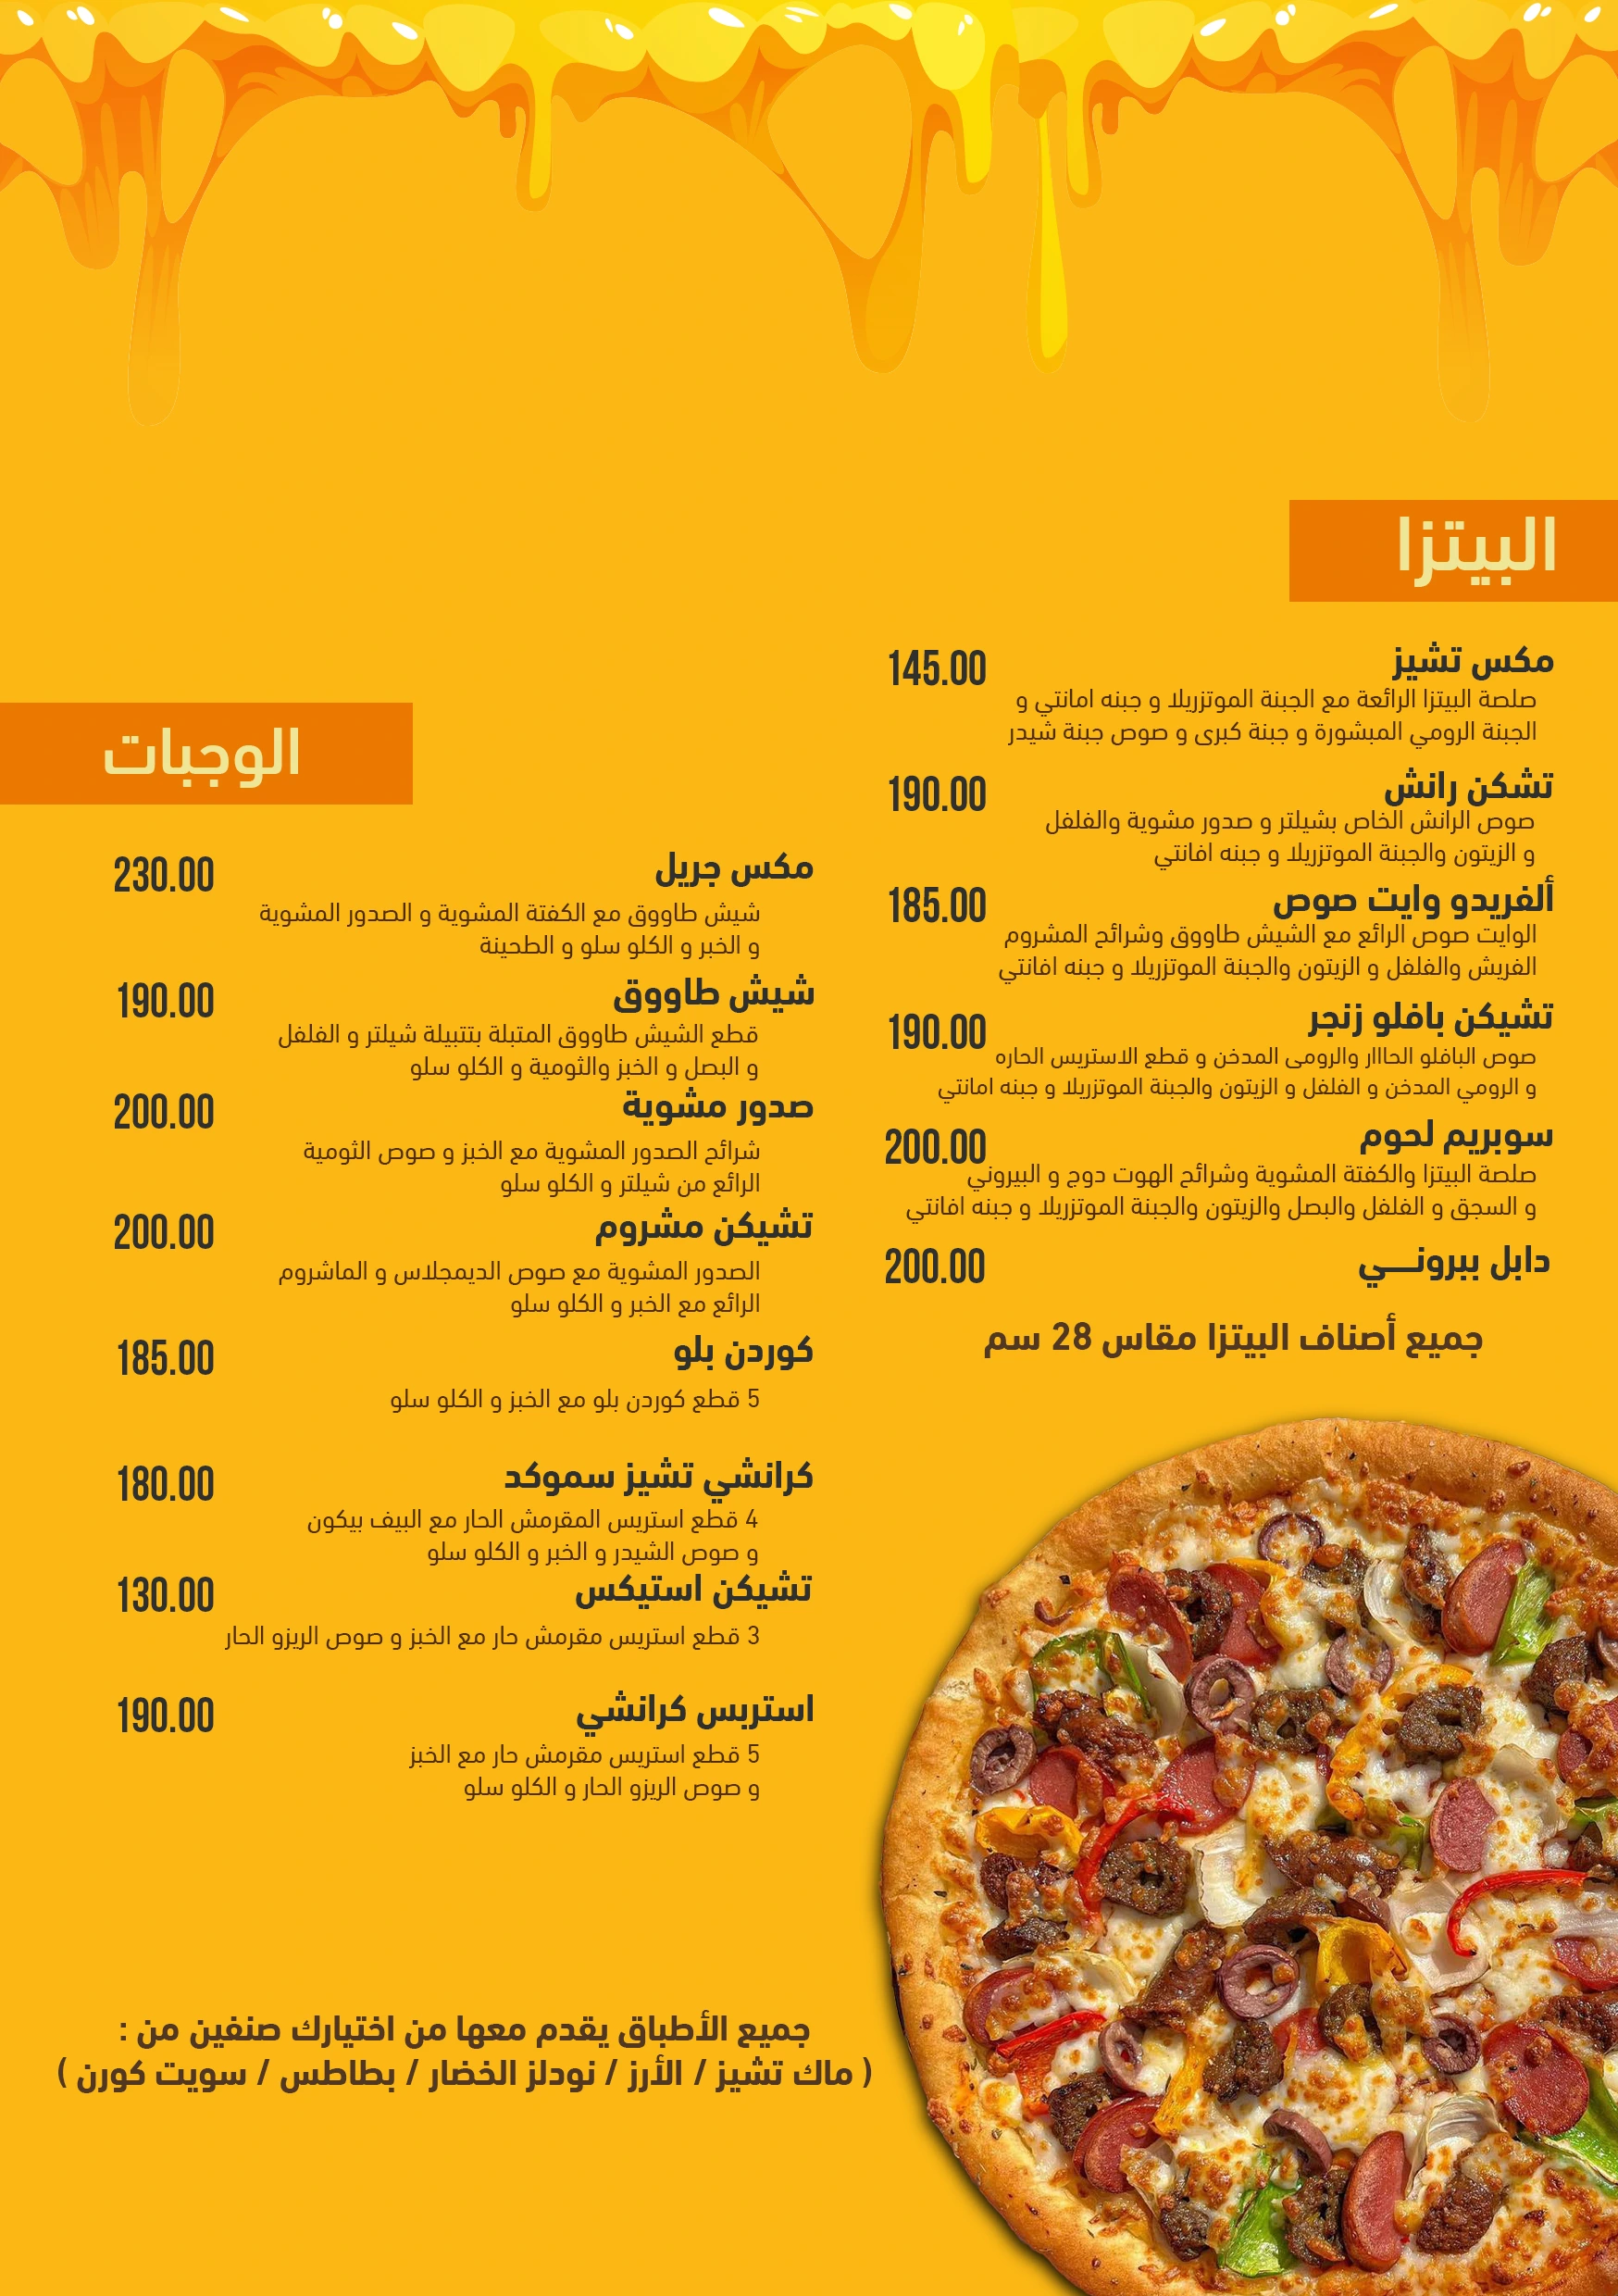 البيتزا
مكس تشيز
145.00
صلصة البيتزا الرائعة مع الجبنة الموتزريلا و جبنه امانتي و
الجبنة الرومي المبشورة و جبنة كبرى و صوص جبنة شيدر
تشكن رانش
190.00
صوص الرانش الخاص بشيلتر و صدور مشوية والفلفل
و الزيتون والجبنة الموتزريلا و جبنه افانتي
ألفريدو وايت صوص
185.00
الوايت صوص الرائع مع الشيش طاووق وشرائح المشروم
الفريش والفلفل و الزيتون والجبنة الموتزريلا و جبنه افانتي
تشيكن بافلو زنجر
190.00
صوص البافلو الحااار والرومى المدخن و قطع الاستربس الحاره
و الرومي المدخن و الفلفل و الزيتون والجبنة الموتزريلا و جبنه امانتي
سوبريم لحوم
200.00
صلصة البيتزا والكفتة المشوية وشرائح الهوت دوج و البيروني
و السجق و الفلفل والبصل والزيتون والجبنة الموتزريلا و جبنه افانتي
دابل ببرونـــي
200.00
جميع أصناف البيتزا مقاس 28 سم
الوجبات
مكس جريل
230.00
شيش طاووق مع الكفتة المشوية و الصدور المشوية
و الخبر و الكلو سلو و الطحينة
شيش طاووق
190.00
قطع الشيش طاووق المتبلة بتتبيلة شيلتر و الفلفل
و البصل و الخبز والثومية و الكلو سلو
صدور مشوية
200.00
شرائح الصدور المشوية مع الخبز و صوص الثومية
الرائع من شيلتر و الكلو سلو
تشيكن مشروم
200.00
الصدور المشوية مع صوص الديمجلاس و الماشروم
الرائع مع الخبر و الكلو سلو
كوردن بلو
185.00
5 قطع كوردن بلو مع الخبز و الكلو سلو
كرانشي تشيز سموكد
180.00
4 قطع استربس المقرمش الحار مع البيف بيكون
و صوص الشيدر و الخبر و الكلو سلو
تشيكن استيكس
130.00
3 قطع استربس مقرمش حار مع الخبز و صوص الريزو الحار
استربس كرانشي
190.00
5 قطع استربس مقرمش حار مع الخبز
و صوص الريزو الحار و الكلو سلو
جميع الأطباق يقدم معها من اختيارك صنفين من :
( ماك تشيز / الأرز / نودلز الخضار / بطاطس / سويت كورن )